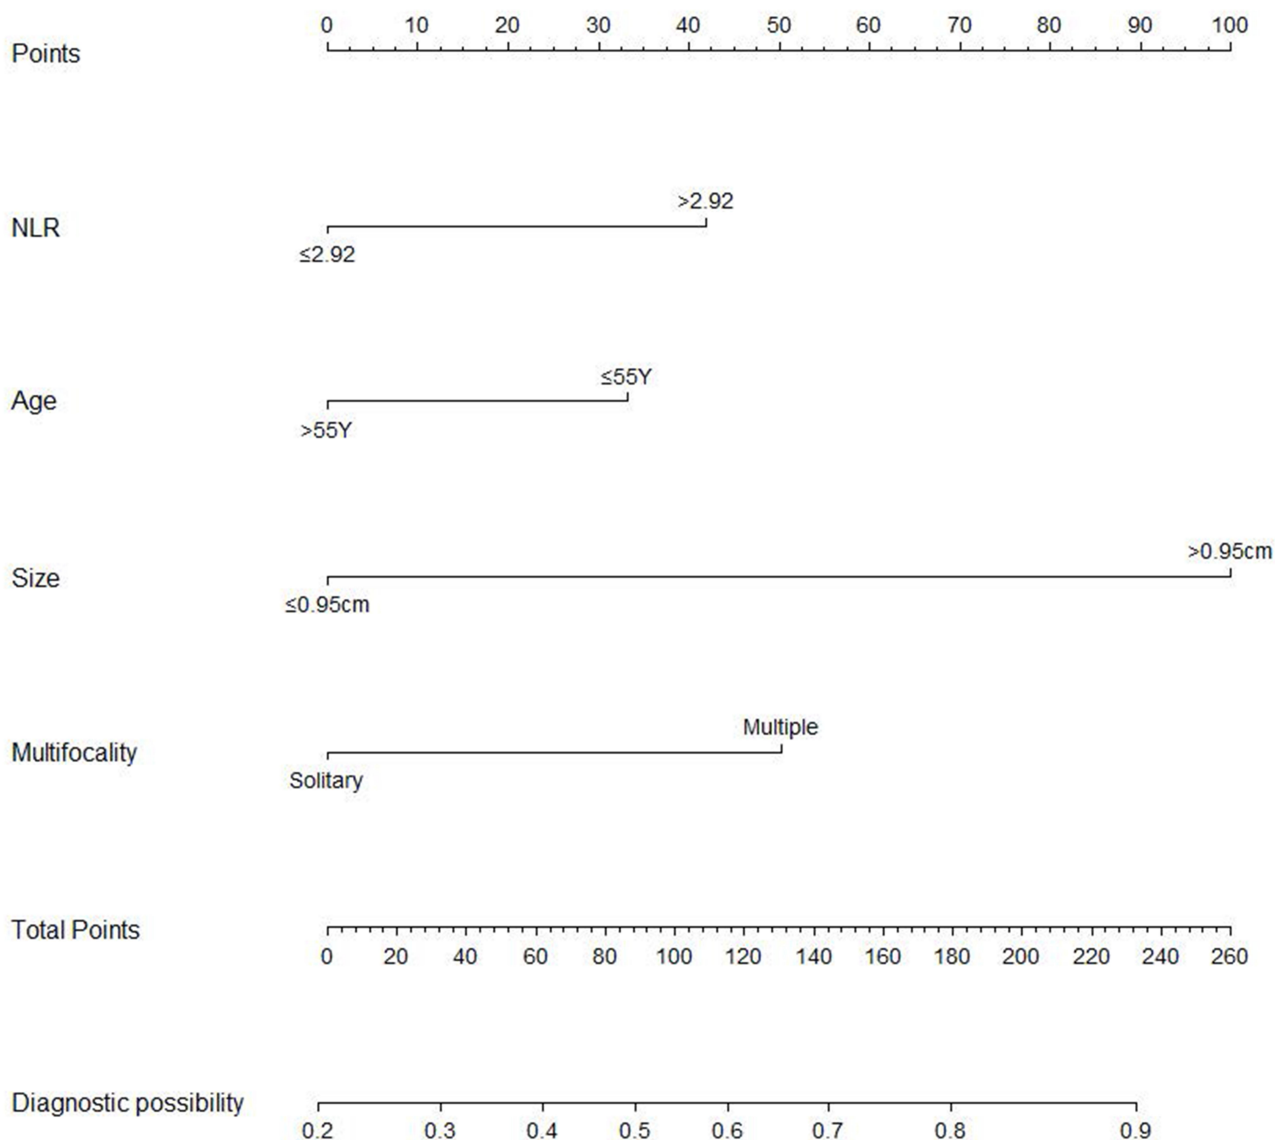 0 10 20 30 40 50 60 70 80 90 100
Points
>2.92
NLR
≤2.92
≤55Y
Age
>55Y
>0.95cm
Size
≤0.95cm
Multiple
Multifocality
Solitary
Total Points
0 20 40 60 80 100 120 140 160 180 200 220 240 260
Diagnostic possibility
0.2 0.3 0.4 0.5 0.6 0.7 0.8 0.9